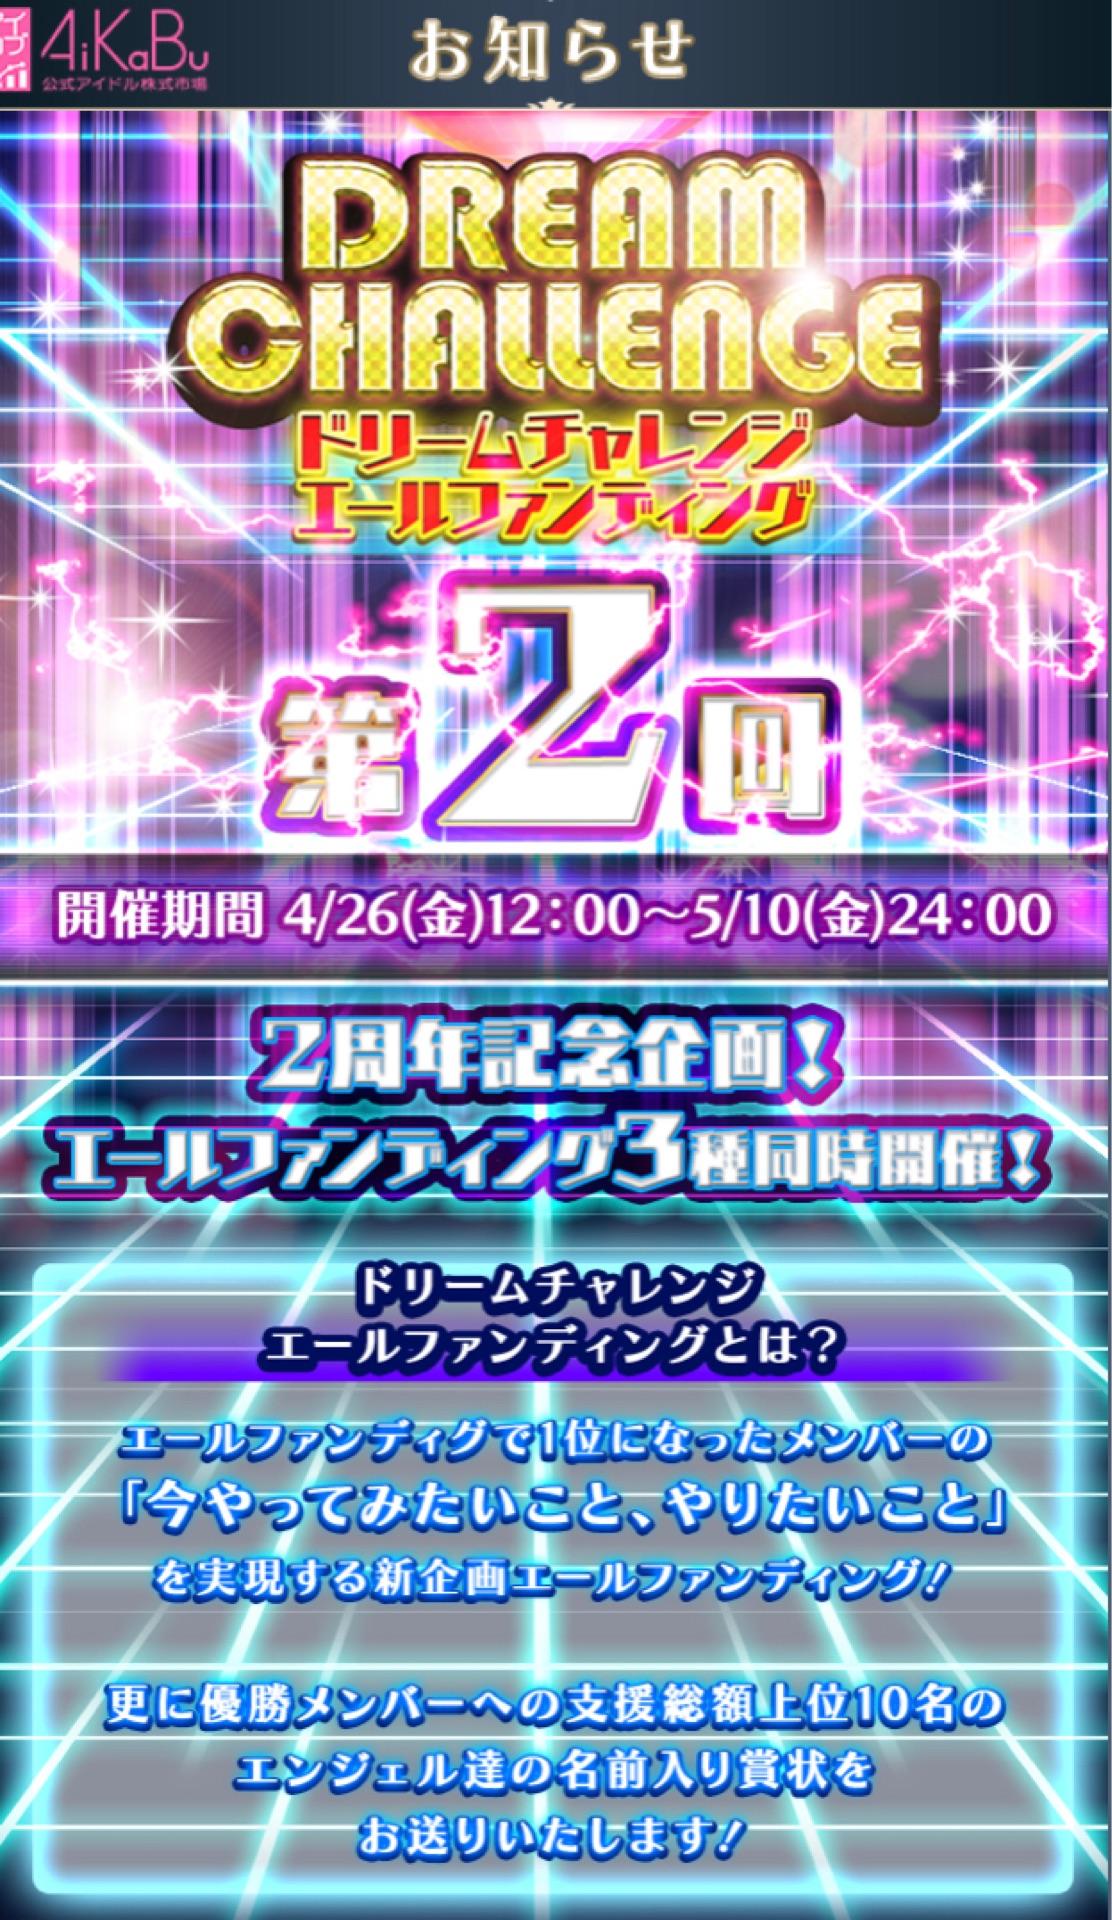 AiKaBu
公式アイドル株式市場
お知らせ
DREAM
CHALLENGE
ドリームチャレンジ
エールファンディング
第2回
開催期間 4/26(金)12:00～5/10(金)24:00
2周年記念企画!
エールファンディング3種同時開催!
ドリームチャレンジ
エールファンディングとは?
エールファンディグで1位になったメンバーの
「今やってみたいこと、やりたいこと」
を実現する新企画エールファンディング!
更に優勝メンバーへの支援総額上位10名の
エンジェル達の名前入り賞状を
お送りいたします!